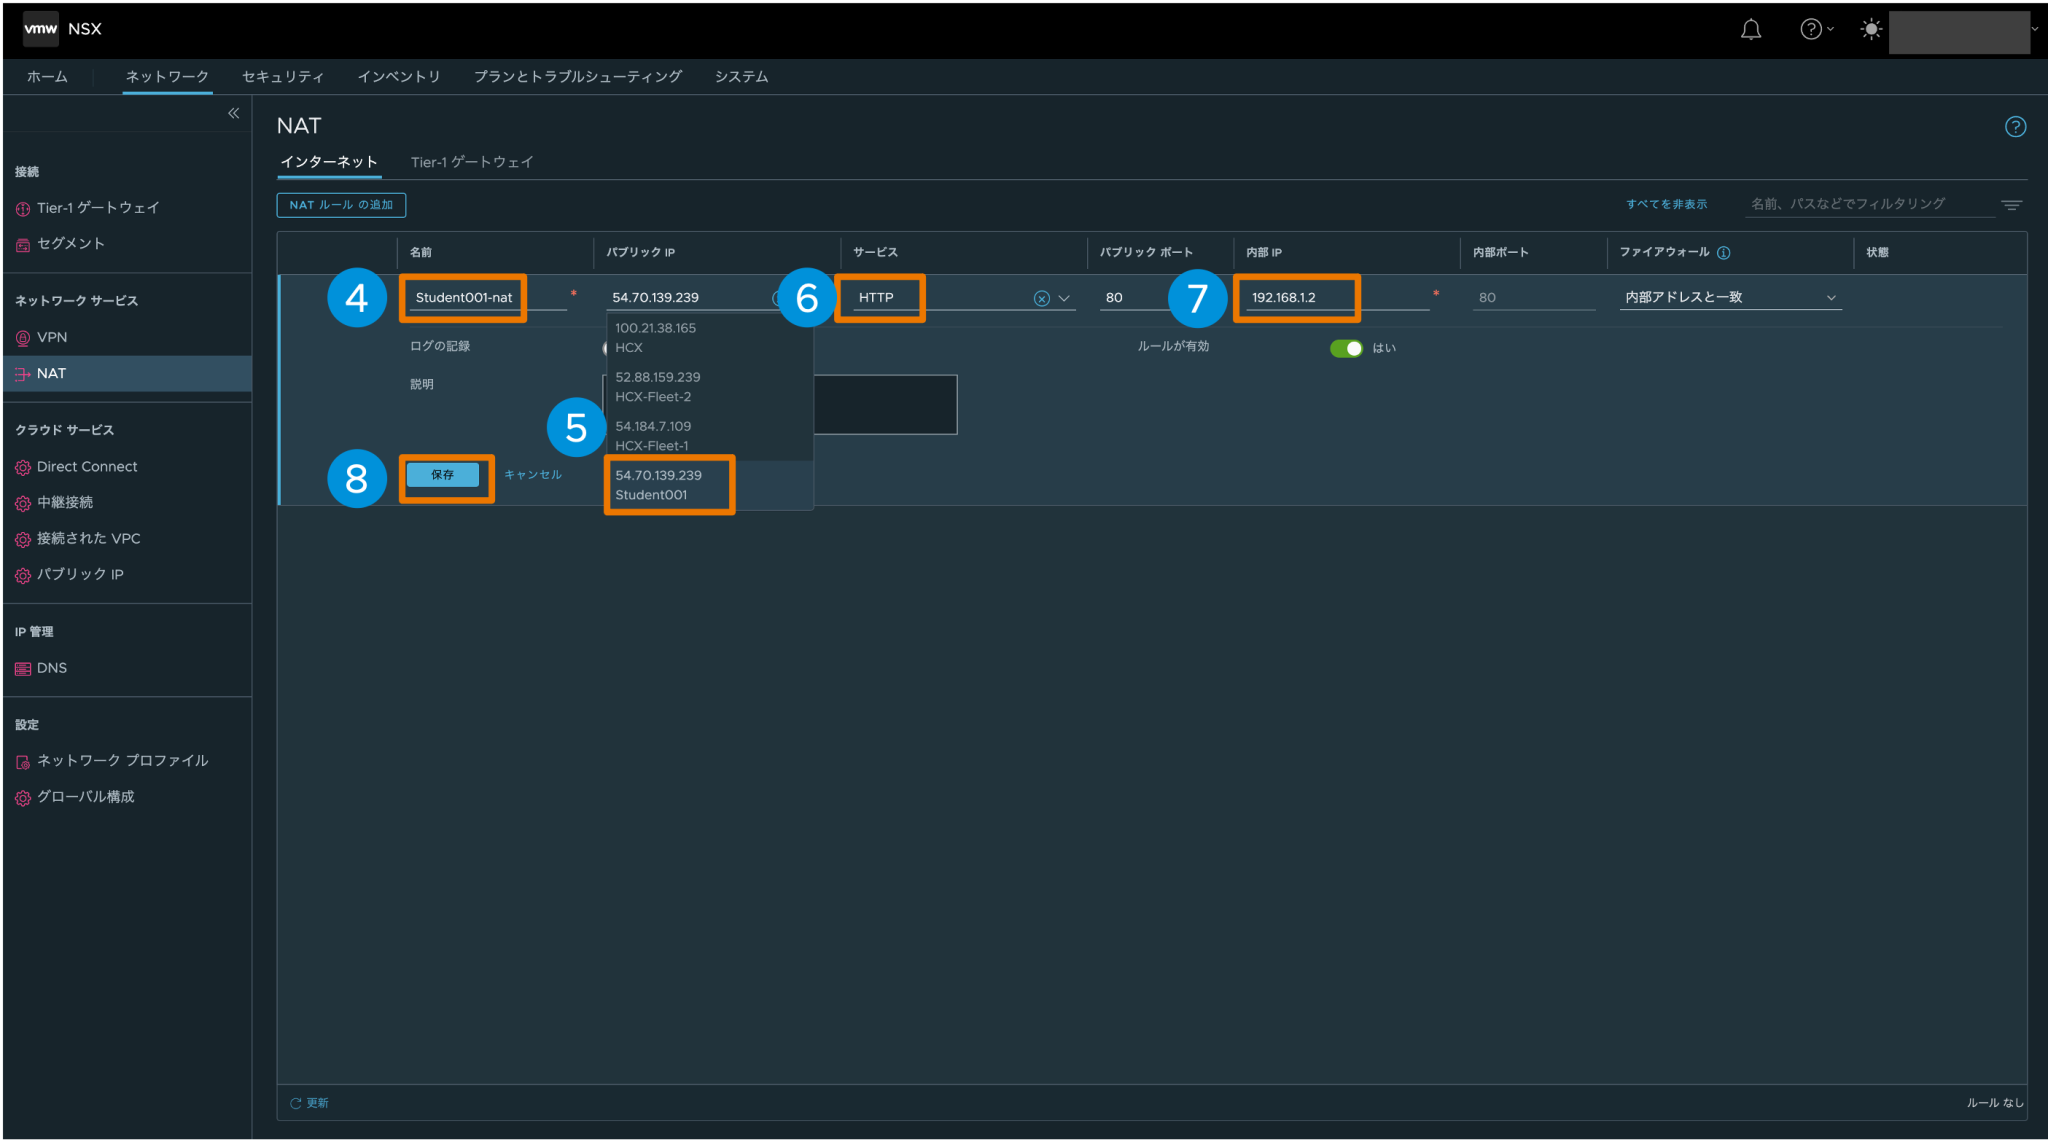 vmw NSX
ホーム ネットワーク セキュリティ インベントリ プランとトラブルシューティング システム
接続
Tier-1 ゲートウェイ
セグメント
ネットワーク サービス
VPN
NAT
クラウド サービス
Direct Connect
中継接続
接続された VPC
パブリック IP
IP 管理
DNS
設定
ネットワーク プロファイル
グローバル構成
NAT
インターネット Tier-1 ゲートウェイ
NAT ルール の追加 すべてを非表示 名前、パスなどでフィルタリング
名前 パブリック IP サービス パブリック ポート 内部 IP 内部ポート ファイアウォール 状態
4 Student001-nat * 54.70.139.239 6 HTTP 80 7 192.168.1.2 * 80 内部アドレスと一致
100.21.38.165
HCX
52.88.159.239
HCX-Fleet-2
54.184.7.109
HCX-Fleet-1
5
54.70.139.239
Student001
ログの記録 ルールが有効 はい
説明
8 保存 キャンセル
更新 ルール なし